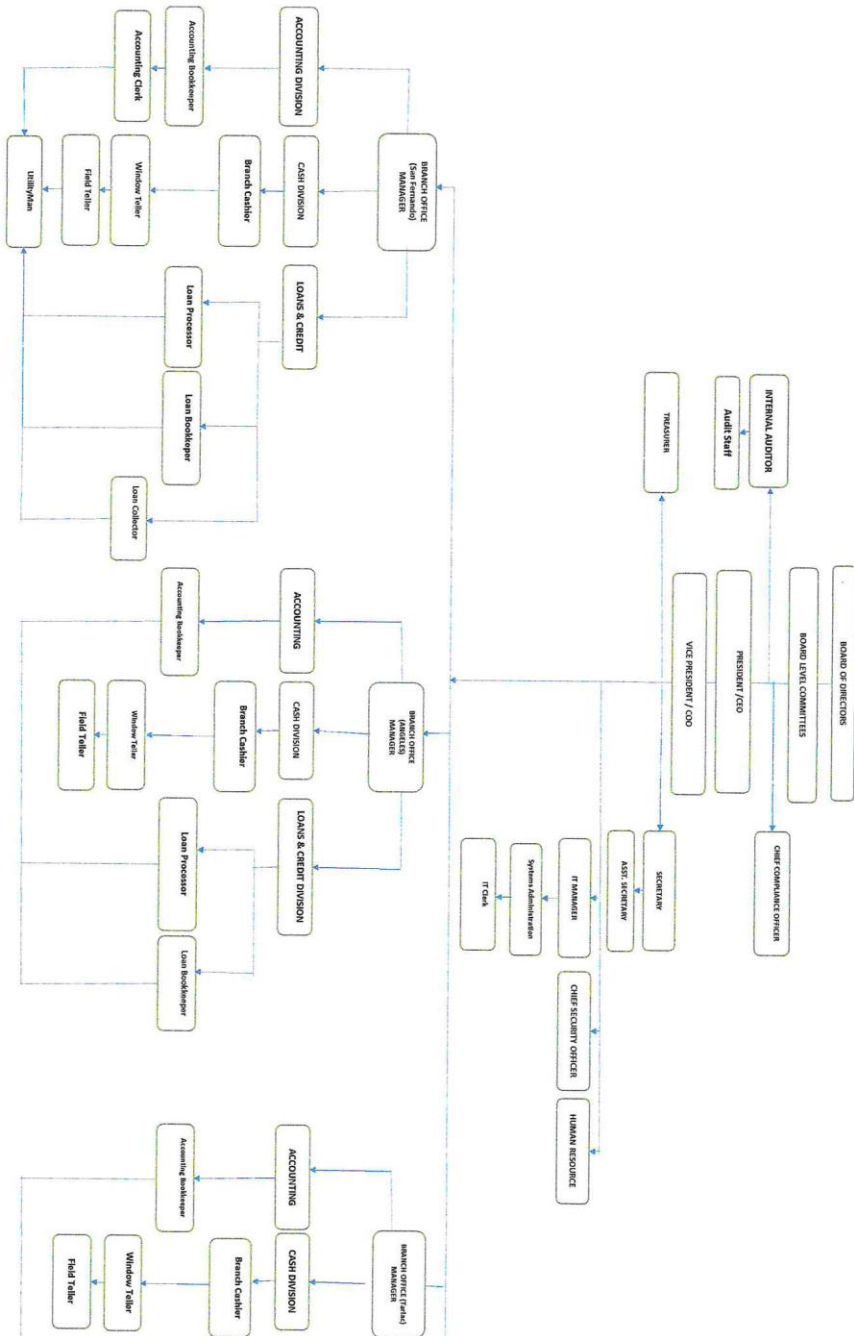 BOARD OF DIRECTORS
BOARD LEVEL COMMITTEES
INTERNAL AUDITOR
CHIEF COMPLIANCE OFFICER
Audit Staff
PRESIDENT /CEO
VICE PRESIDENT / COO
TREASURER
SECRETARY
ASST. SECRETARY
IT MANAGER
CHIEF SECURITY OFFICER
HUMAN RESOURCE
Systems Administration
IT Clerk
BRANCH OFFICE
(San Fernando)
MANAGER
ACCOUNTING DIVISION
CASH DIVISION
LOANS & CREDIT
Accounting Bookkeeper
Branch Cashier
Loan Processor
Loan Bookkeper
Accounting Clerk
Window Teller
Loan Collector
Field Teller
UtilityMan
BRANCH OFFICE
(ANGELES)
MANAGER
ACCOUNTING
CASH DIVISION
LOANS & CREDIT DIVISION
Accounting Bookkeeper
Branch Cashier
Loan Processor
Loan Bookkeeper
Window Teller
Field Teller
BRANCH OFFICE (Tarlac)
MANAGER
ACCOUNTING
CASH DIVISION
Accounting Bookkeeper
Branch Cashier
Window Teller
Field Teller